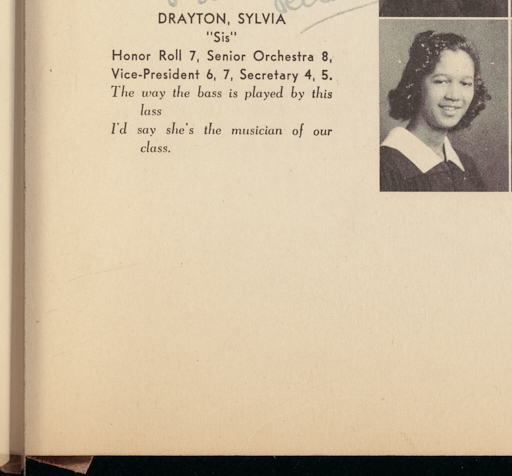 DRAYTON, SYLVIA
"Sis"
Honor Roll 7, Senior Orchestra 8,
Vice-President 6, 7, Secretary 4, 5.
The way the bass is played by this
lass
I'd say she's the musician of our
class.